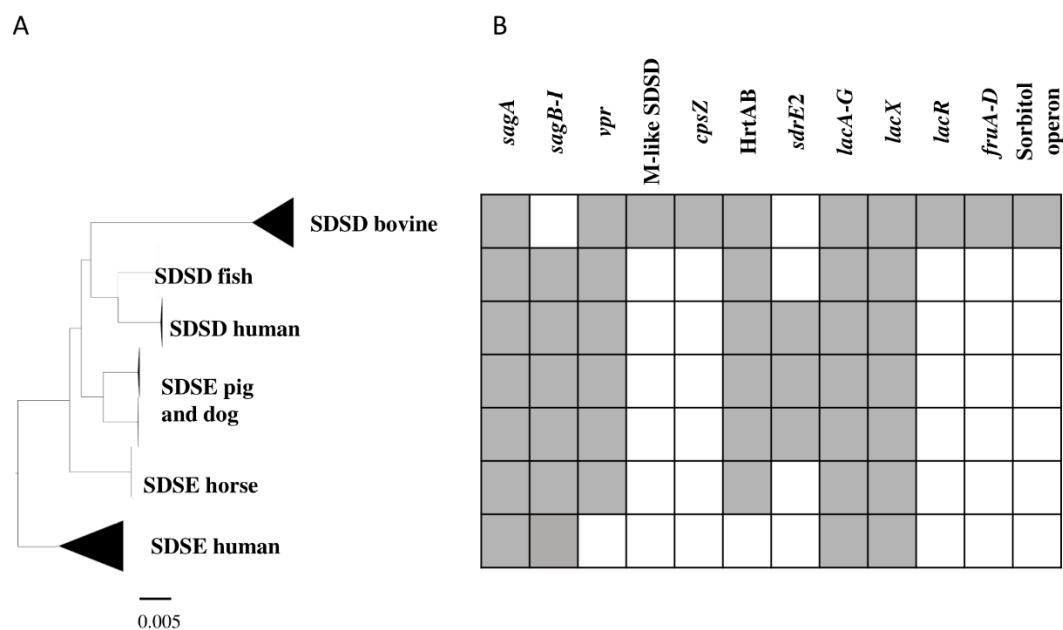 A
B
sagA
sagB-I
vpr
M-like SDSD
cpsZ
HrtAB
sdrE2
lacA-G
lacX
lacR
fruA-D
Sorbitol
operon
SDSD bovine
SDSD fish
SDSD human
SDSE pig
and dog
SDSE horse
SDSE human
0.005